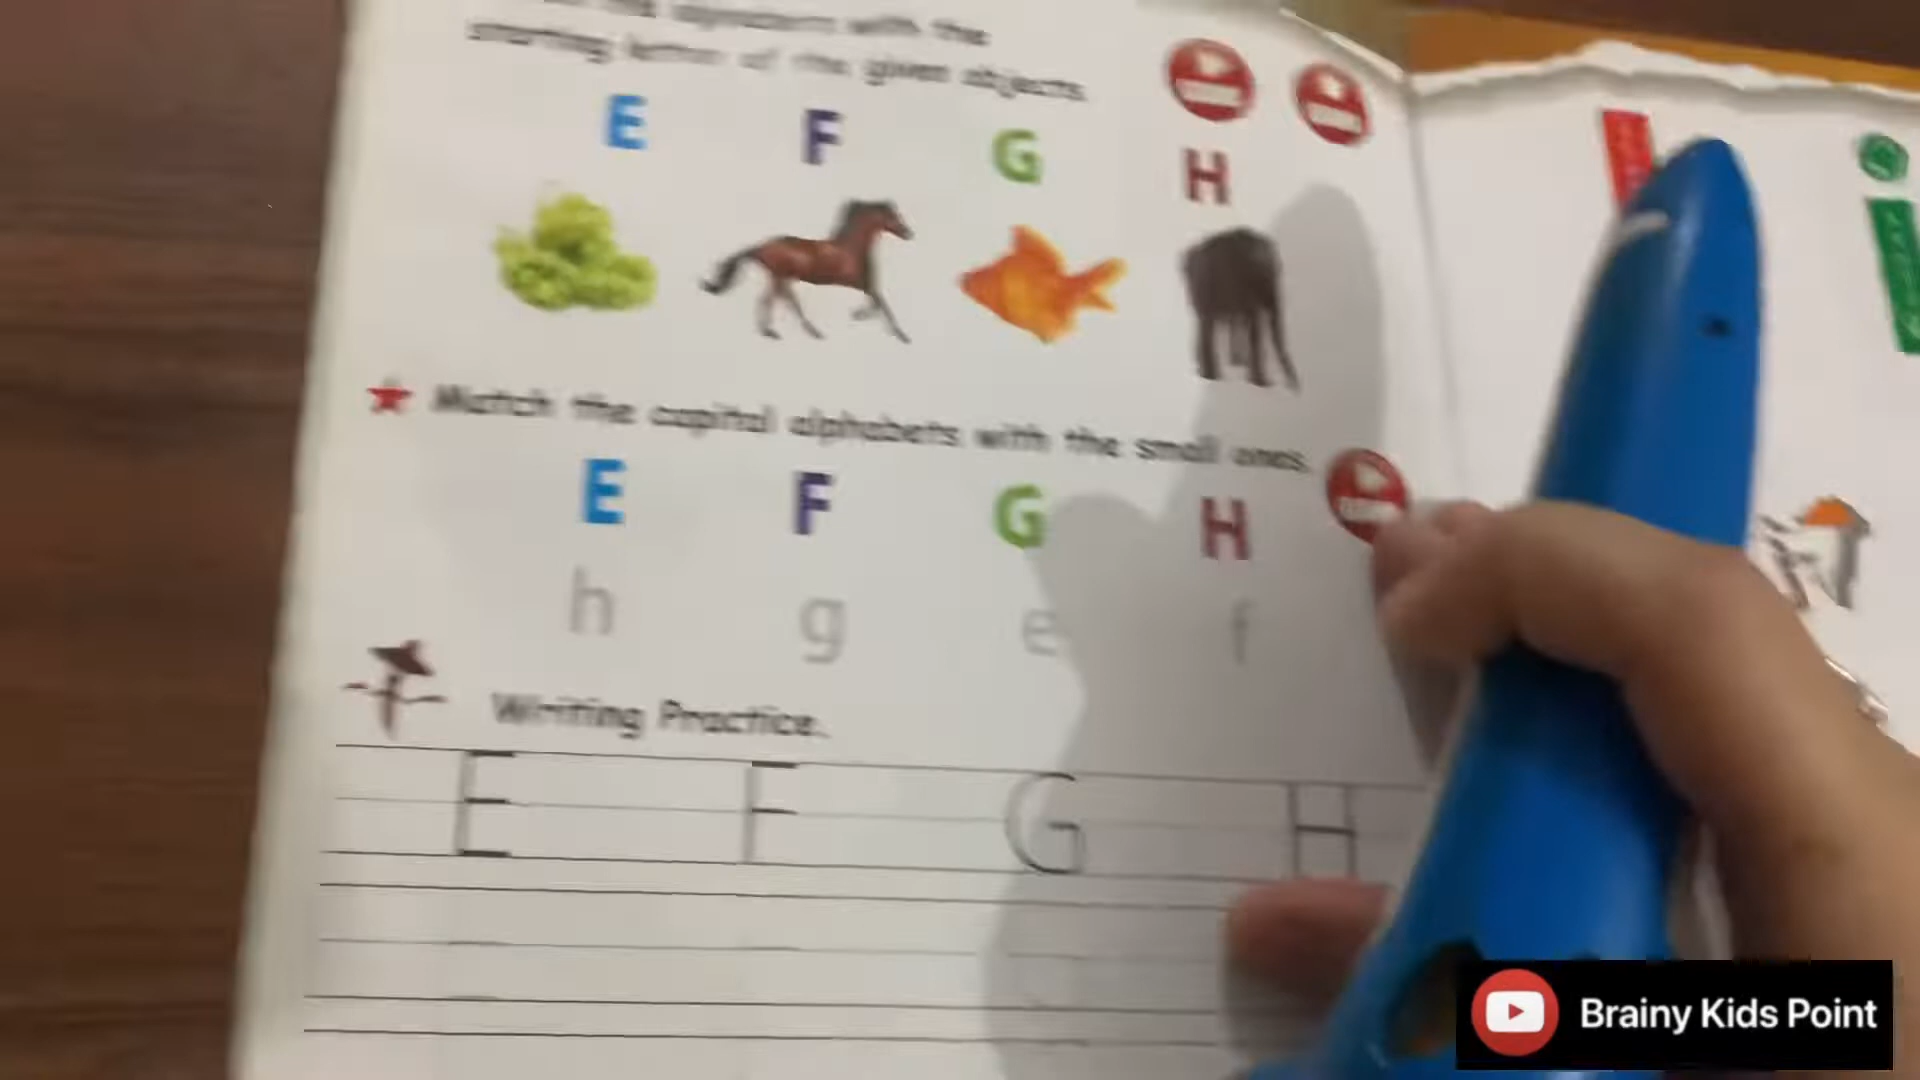 the alphabets with the
starting letter of the given objects.
E F G H
Match the capital alphabets with the small ones.
E F G H
h g e f
Writing Practice.
E F G H
Brainy Kids Point